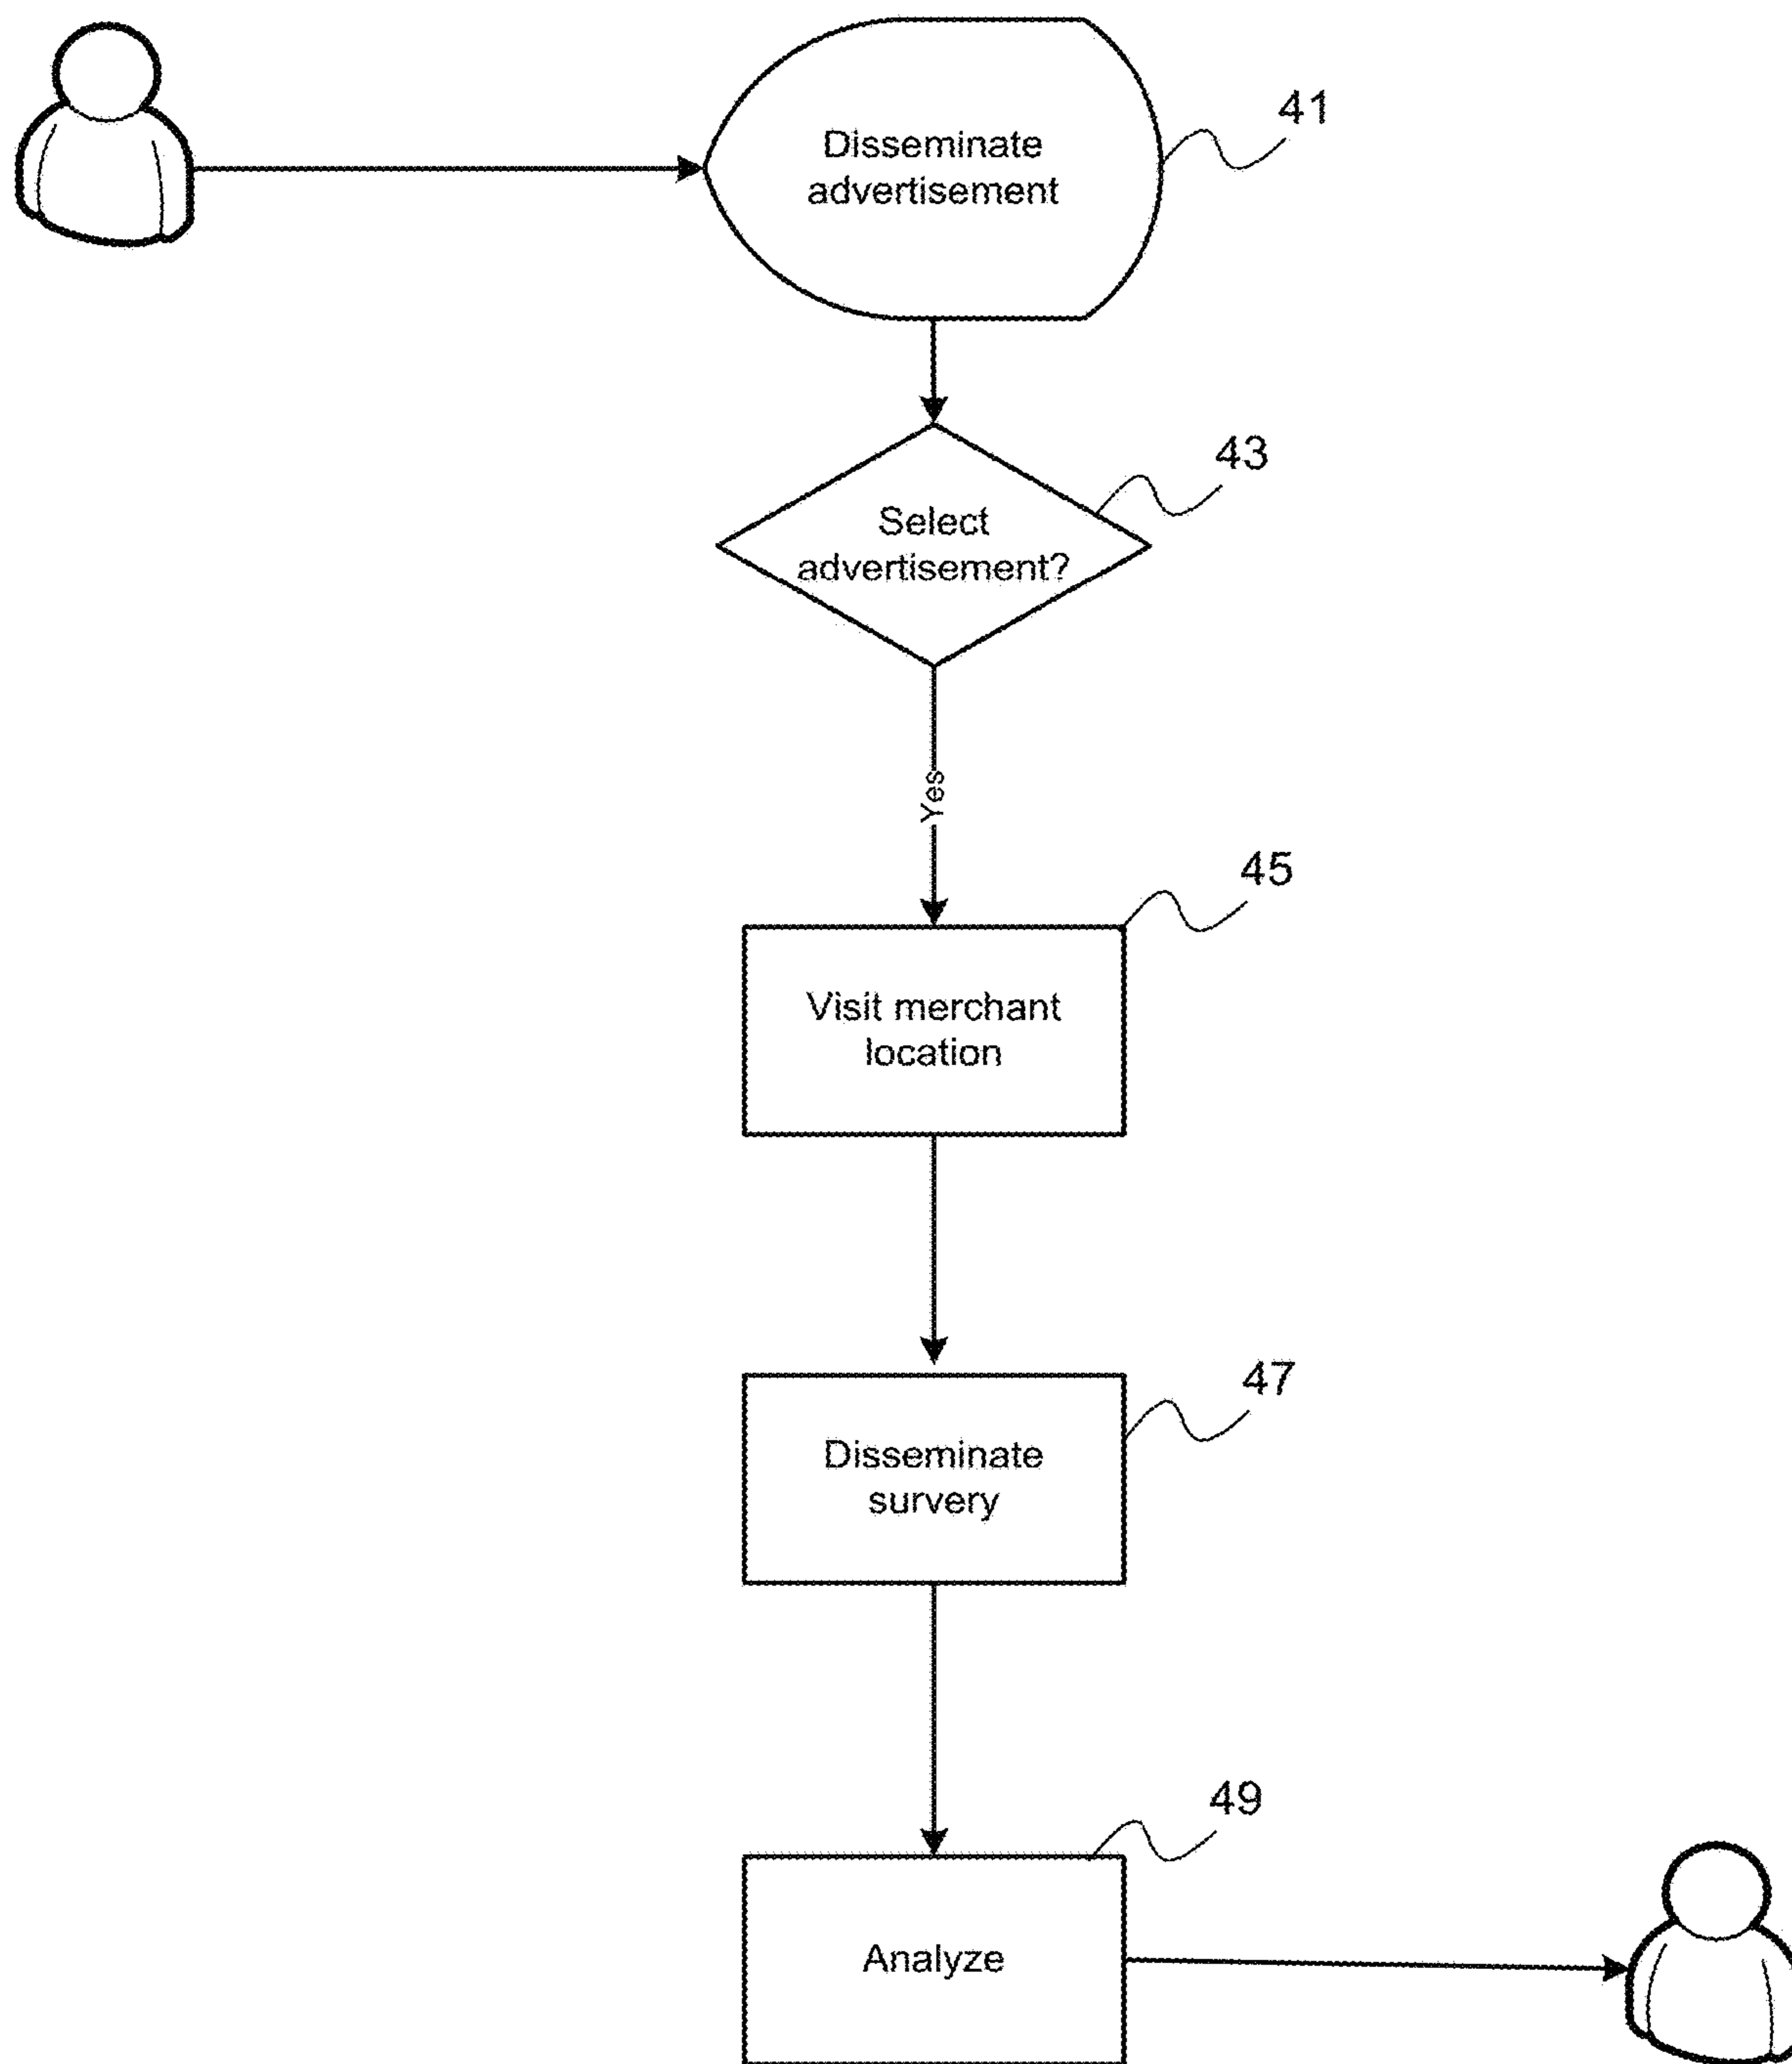 Disseminate
advertisement
41
Select
advertisement?
43
Yes
45
Visit merchant
location
47
Disseminate
survery
49
Analyze